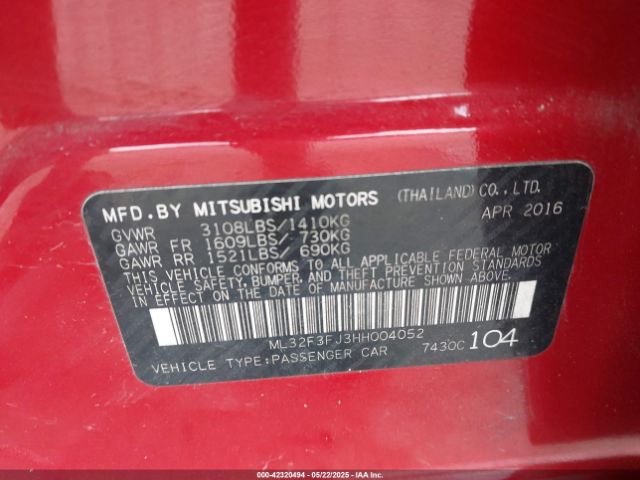 MFD.BY MITSUBISHI MOTORS (THAILAND) CO.,LTD.
APR 2016
GVWR 3108LBS/1410KG
GAWR FR 1609LBS/ 730KG
GAWR RR 1521LBS/ 690KG
THIS VEHICLE CONFORMS TO ALL APPLICABLE FEDERAL MOTOR
VEHICLE SAFETY, BUMPER, AND THEFT PREVENTION STANDARDS
IN EFFECT ON THE DATE OF MANUFACTURE SHOWN ABOVE.
ML32F3FJ3HH004052
VEHICLE TYPE:PASSENGER CAR 7430C 104
000-42320494 - 05/22/2025 - IAAI.COM